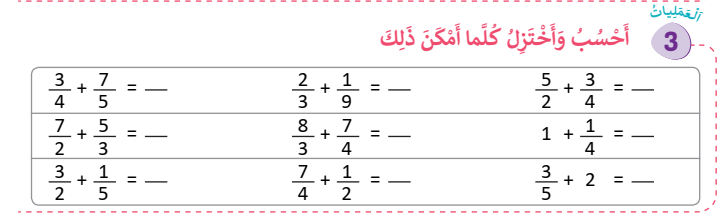 الْعَمَلِيَاتُ
3 أَحْسُبُ وَأَخْتَزِلُ كُلَّما أَمْكَنَ ذَلِكَ
3/4 + 7/5 = __ 2/3 + 1/9 = __ 5/2 + 3/4 = __
7/2 + 5/3 = __ 8/3 + 7/4 = __ 1 + 1/4 = __
3/2 + 1/5 = __ 7/4 + 1/2 = __ 3/5 + 2 = __